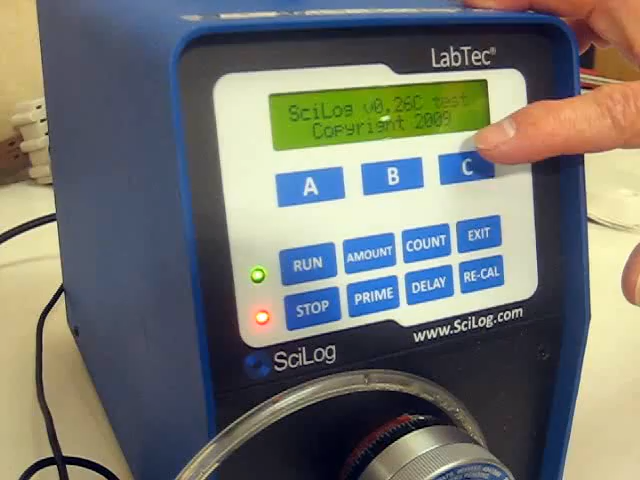 LabTec®
SciLog v0.26C test
Copyright 2009
A B C
RUN AMOUNT COUNT EXIT
STOP PRIME DELAY RE-CAL
www.SciLog.com
SciLog